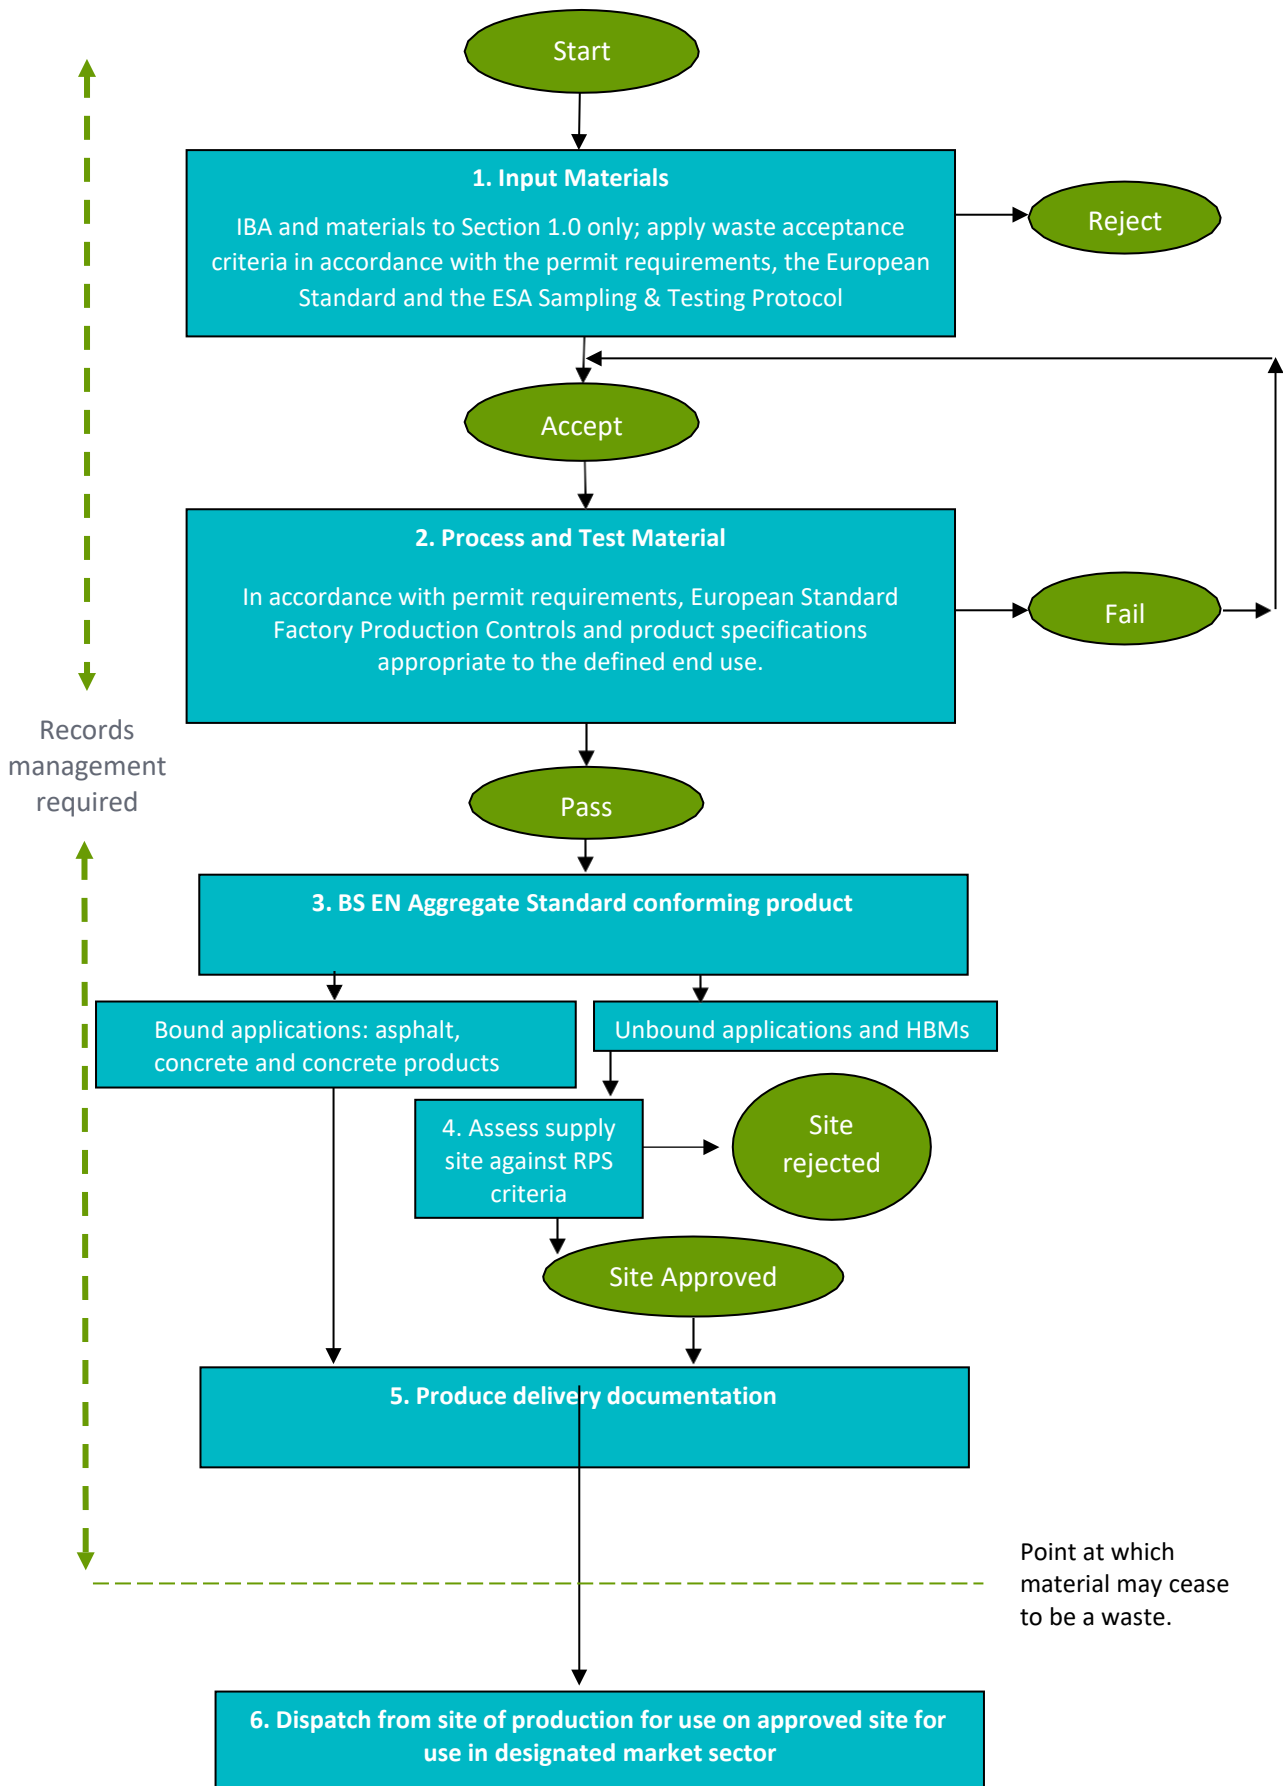 Start
1. Input Materials
IBA and materials to Section 1.0 only; apply waste acceptance
criteria in accordance with the permit requirements, the European
Standard and the ESA Sampling & Testing Protocol
Reject
Accept
2. Process and Test Material
In accordance with permit requirements, European Standard
Factory Production Controls and product specifications
appropriate to the defined end use.
Fail
Records
management
required
Pass
3. BS EN Aggregate Standard conforming product
Bound applications: asphalt,
concrete and concrete products
Unbound applications and HBMs
4. Assess supply
site against RPS
criteria
Site
rejected
Site Approved
5. Produce delivery documentation
Point at which
material may cease
to be a waste.
6. Dispatch from site of production for use on approved site for
use in designated market sector